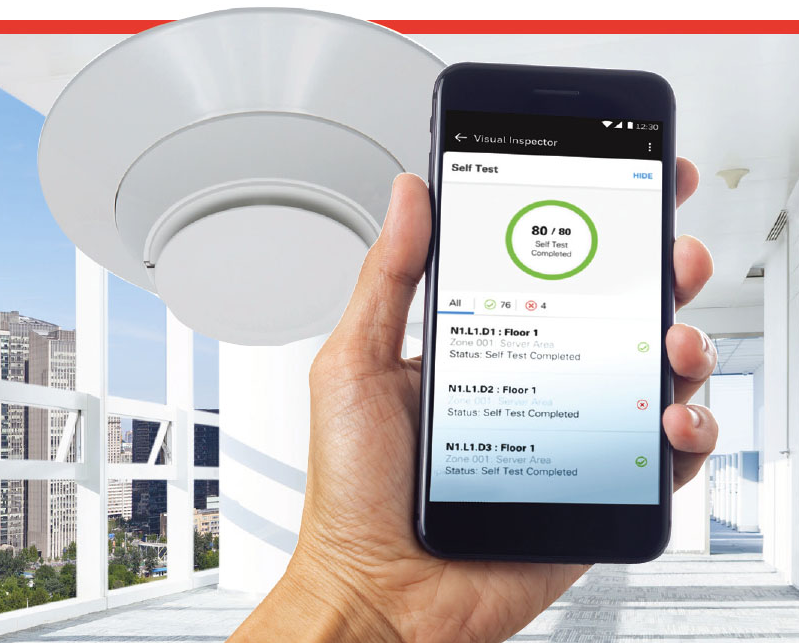 12:30
Visual Inspector
Self Test
HIDE
80 / 80
Self Test
Completed
All
76
4
N1.L1.D1 : Floor 1
Zone 001: Server Area
Status: Self Test Completed
N1.L1.D2 : Floor 1
Zone 001: Server Area
Status: Self Test Completed
N1.L1.D3 : Floor 1
Zone 001: Server Area
Status: Self Test Completed